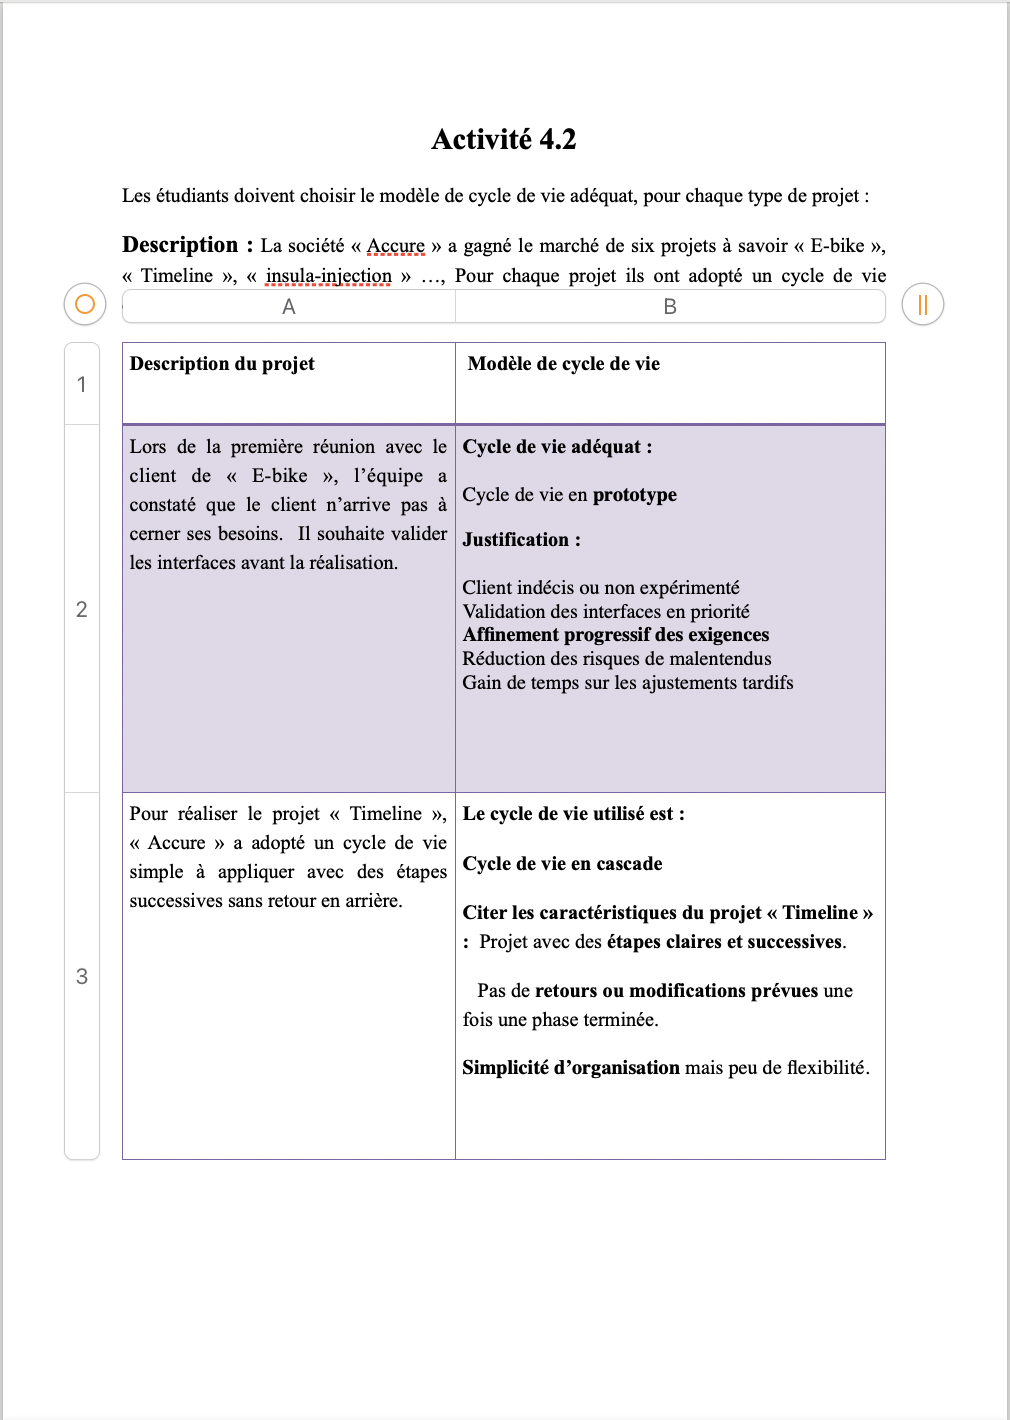 Activité 4.2
Les étudiants doivent choisir le modèle de cycle de vie adéquat, pour chaque type de projet :
Description : La société « Accure » a gagné le marché de six projets à savoir « E-bike »,
« Timeline », « insula-injection » …, Pour chaque projet ils ont adopté un cycle de vie
A
B
1
Description du projet
Modèle de cycle de vie
2
Lors de la première réunion avec le
client de « E-bike », l’équipe a
constaté que le client n’arrive pas à
cerner ses besoins. Il souhaite valider
les interfaces avant la réalisation.
Cycle de vie adéquat :
Cycle de vie en prototype
Justification :
Client indécis ou non expérimenté
Validation des interfaces en priorité
Affinement progressif des exigences
Réduction des risques de malentendus
Gain de temps sur les ajustements tardifs
3
Pour réaliser le projet « Timeline »,
« Accure » a adopté un cycle de vie
simple à appliquer avec des étapes
successives sans retour en arrière.
Le cycle de vie utilisé est :
Cycle de vie en cascade
Citer les caractéristiques du projet « Timeline »
: Projet avec des étapes claires et successives.
Pas de retours ou modifications prévues une
fois une phase terminée.
Simplicité d’organisation mais peu de flexibilité.